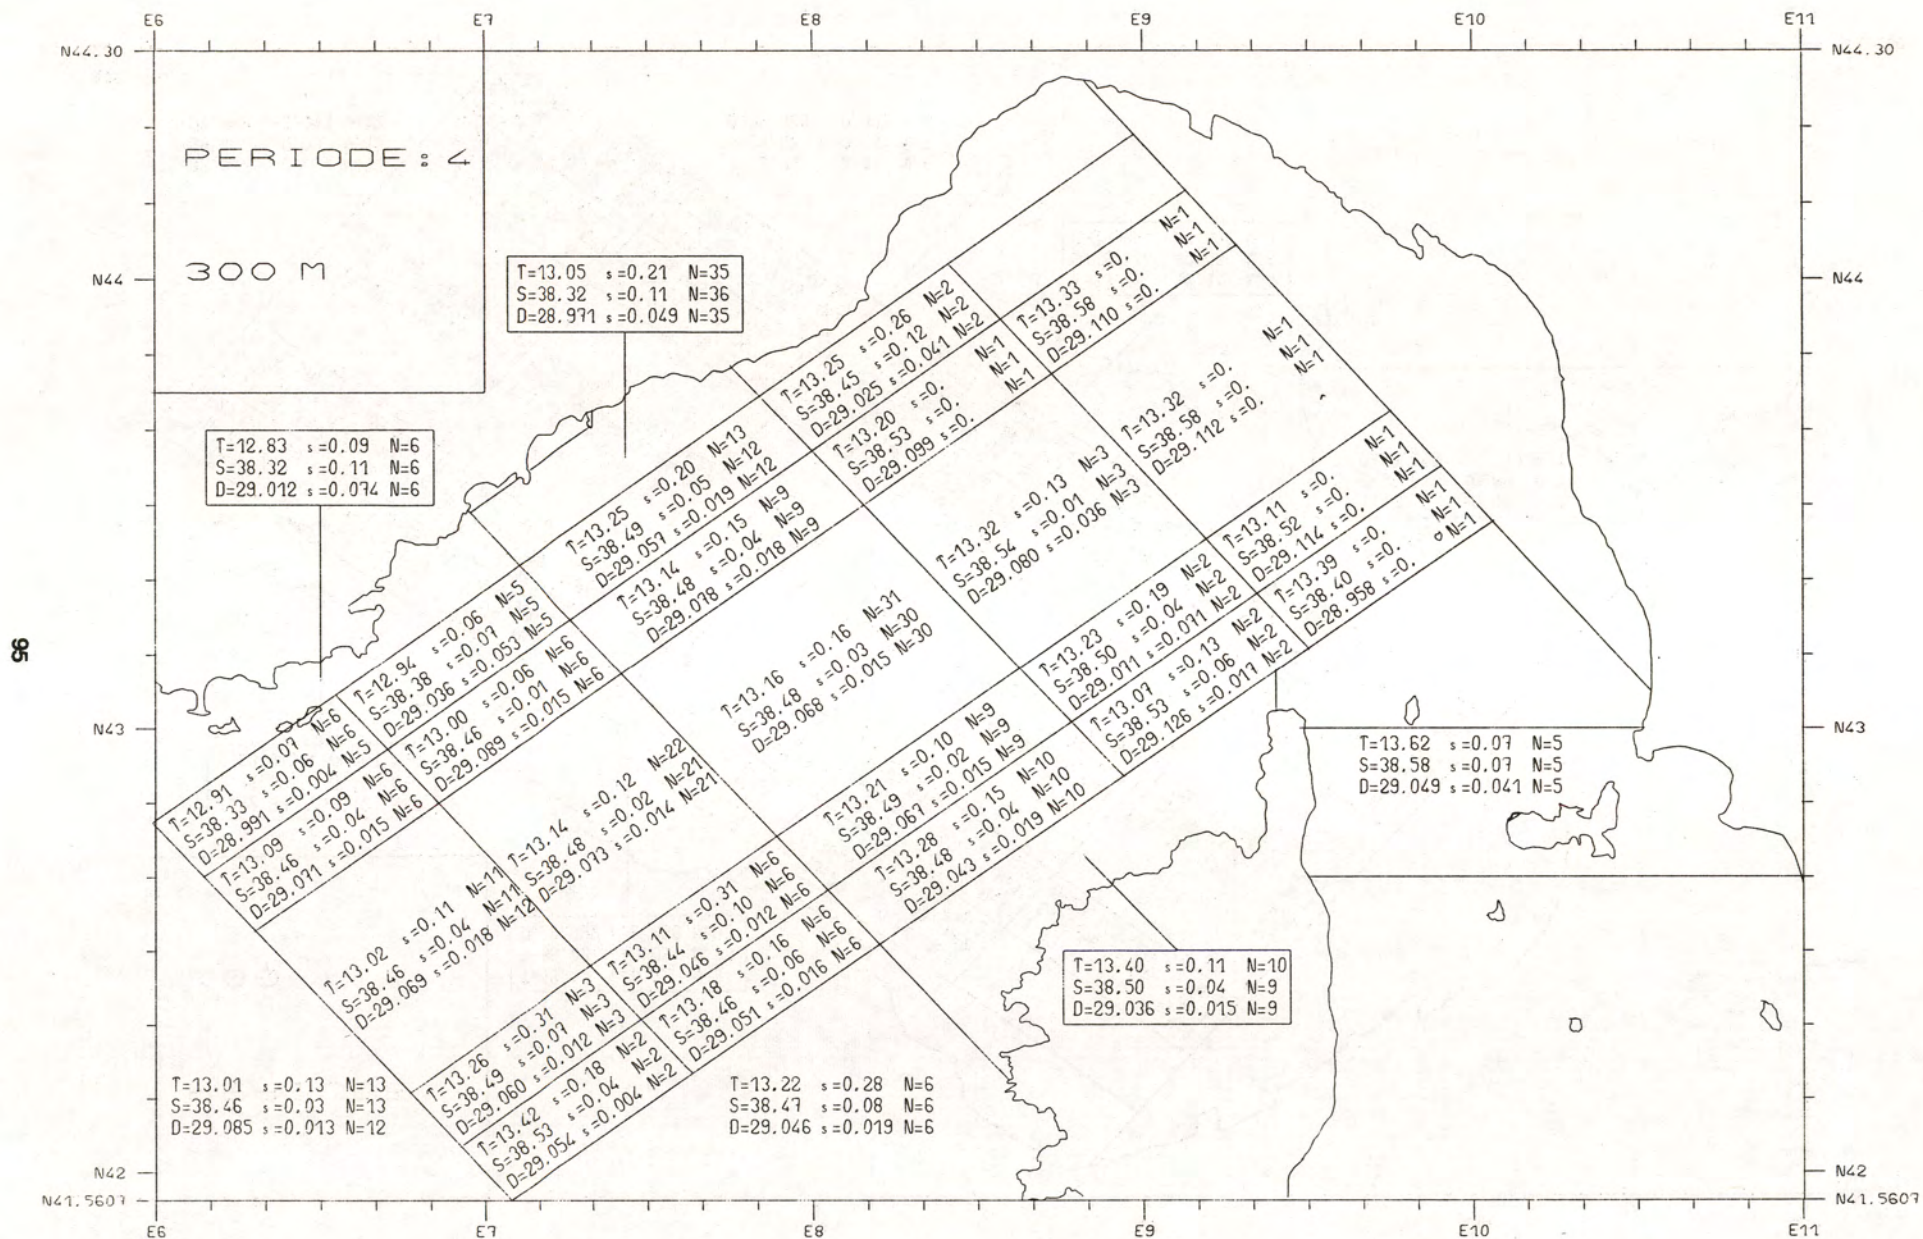 E6 E7 E8 E9 E10 E11
N44.30 N44.30
PERIODE: 4
300 M
T=13.05 s=0.21 N=35
S=38.32 s=0.11 N=36
D=28.971 s=0.049 N=35
N44 N44
T=12.83 s=0.09 N=6
S=38.32 s=0.11 N=6
D=29.012 s=0.074 N=6
T=12.91 s=0.07 N=6
S=38.33 s=0.06 N=6
D=28.991 s=0.004 N=5
T=12.94 s=0.06 N=5
S=38.38 s=0.07 N=5
D=29.036 s=0.053 N=5
T=13.25 s=0.20 N=13
S=38.49 s=0.05 N=12
D=29.057 s=0.019 N=12
T=13.25 s=0.26 N=2
S=38.45 s=0.12 N=2
D=29.025 s=0.041 N=2
T=13.09 s=0.09 N=6
S=38.46 s=0.04 N=6
D=29.071 s=0.015 N=6
T=13.00 s=0.06 N=6
S=38.46 s=0.01 N=6
D=29.089 s=0.015 N=6
T=13.14 s=0.15 N=9
S=38.48 s=0.04 N=9
D=29.078 s=0.018 N=9
T=13.20 s=0. N=1
S=38.53 s=0. N=1
D=29.099 s=0. N=1
T=13.33 s=0. N=1
S=38.58 s=0. N=1
D=29.110 s=0. N=1
T=13.02 s=0.11 N=11
S=38.46 s=0.04 N=11
D=29.069 s=0.018 N=12
T=13.14 s=0.12 N=22
S=38.48 s=0.02 N=21
D=29.073 s=0.014 N=21
T=13.16 s=0.16 N=31
S=38.48 s=0.03 N=30
D=29.068 s=0.015 N=30
T=13.32 s=0.13 N=3
S=38.54 s=0.01 N=3
D=29.080 s=0.036 N=3
T=13.32 s=0. N=1
S=38.58 s=0. N=1
D=29.112 s=0. N=1
T=13.26 s=0.31 N=3
S=38.49 s=0.07 N=3
D=29.060 s=0.012 N=3
T=13.11 s=0.31 N=6
S=38.44 s=0.10 N=6
D=29.046 s=0.012 N=6
T=13.21 s=0.10 N=9
S=38.49 s=0.02 N=9
D=29.067 s=0.015 N=9
T=13.23 s=0.19 N=2
S=38.50 s=0.04 N=2
D=29.071 s=0.071 N=2
T=13.11 s=0. N=1
S=38.52 s=0. N=1
D=29.114 s=0. N=1
T=13.42 s=0.18 N=2
S=38.53 s=0.04 N=2
D=29.054 s=0.004 N=2
T=13.18 s=0.16 N=6
S=38.46 s=0.06 N=6
D=29.051 s=0.016 N=6
T=13.28 s=0.15 N=10
S=38.48 s=0.04 N=10
D=29.043 s=0.019 N=10
T=13.07 s=0.13 N=2
S=38.53 s=0.06 N=2
D=29.126 s=0.017 N=2
T=13.39 s=0. N=1
S=38.40 s=0. N=1
D=28.958 s=0. N=1
95
N43 N43
T=13.62 s=0.07 N=5
S=38.58 s=0.07 N=5
D=29.049 s=0.041 N=5
T=13.40 s=0.11 N=10
S=38.50 s=0.04 N=9
D=29.036 s=0.015 N=9
T=13.01 s=0.13 N=13
S=38.46 s=0.03 N=13
D=29.085 s=0.013 N=12
T=13.22 s=0.28 N=6
S=38.47 s=0.08 N=6
D=29.046 s=0.019 N=6
N42 N42
N41.5607 N41.5607
E6 E7 E8 E9 E10 E11